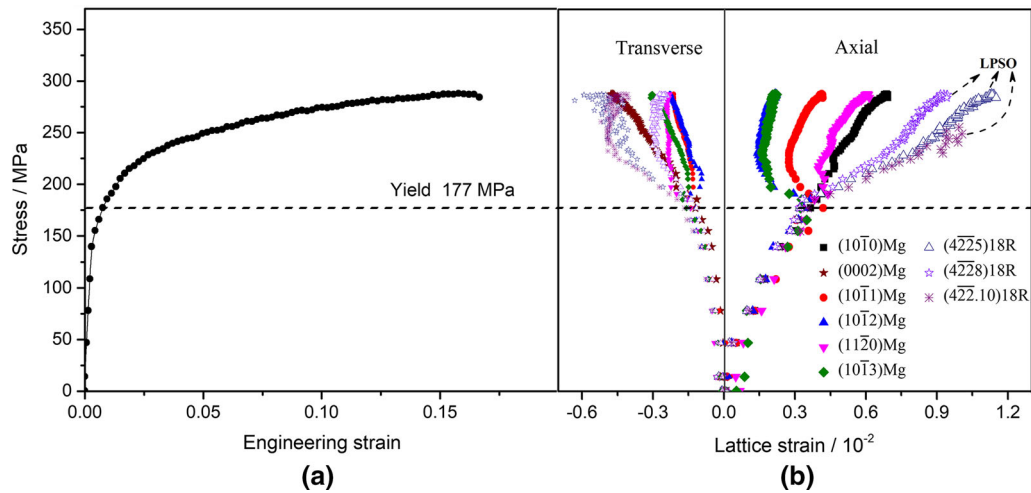 350
300
250
200
150
100
50
0
Stress / MPa
0.00
0.05
0.10
0.15
Engineering strain
(a)
Yield 177 MPa
Transverse
Axial
LPSO
(101̅0)Mg
(0002)Mg
(101̅1)Mg
(101̅2)Mg
(112̅0)Mg
(101̅3)Mg
(42̅2̅5)18R
(42̅2̅8)18R
(42̅2̅.10)18R
-0.6
-0.3
0.0
0.3
0.6
0.9
1.2
Lattice strain / 10⁻²
(b)